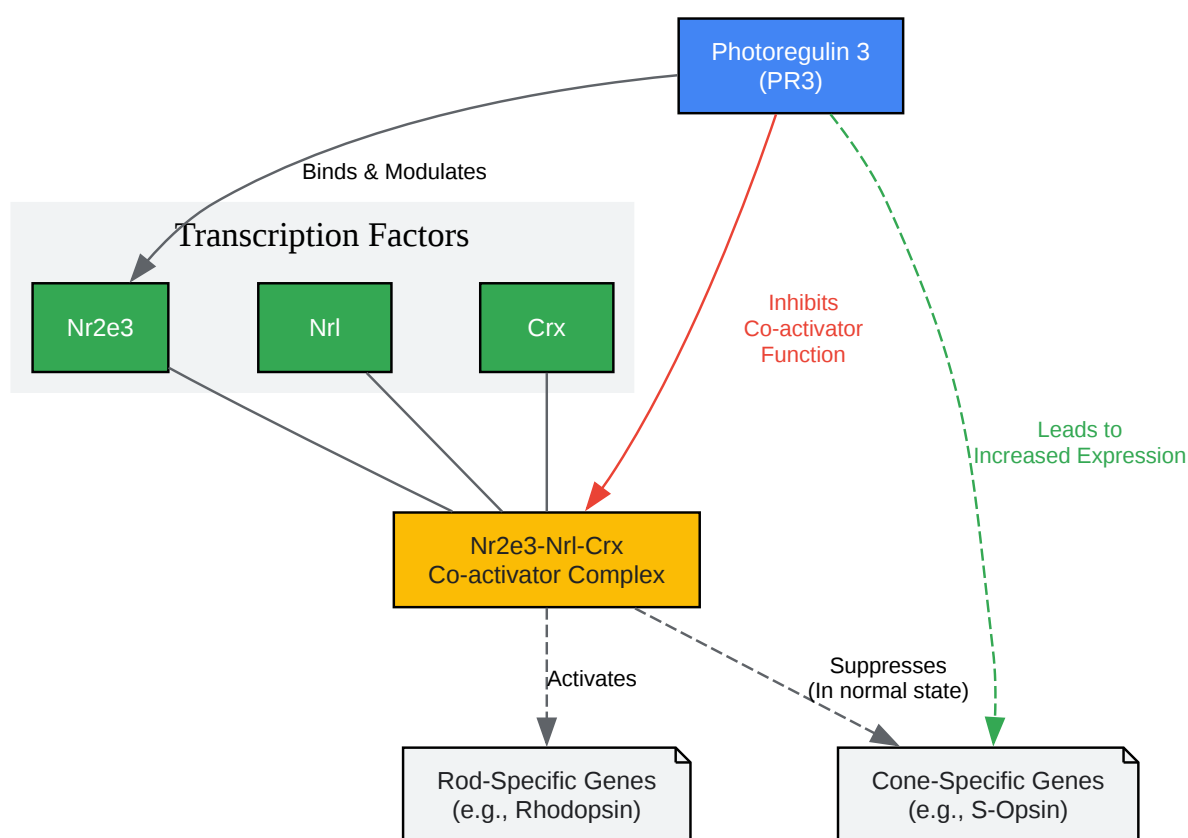 Photoregulin 3
(PR3)
Binds & Modulates
Transcription Factors
Nr2e3
Nrl
Crx
Inhibits
Co-activator
Function
Leads to
Increased Expression
Nr2e3-Nrl-Crx
Co-activator Complex
Activates
Suppresses
(In normal state)
Rod-Specific Genes
(e.g., Rhodopsin)
Cone-Specific Genes
(e.g., S-Opsin)